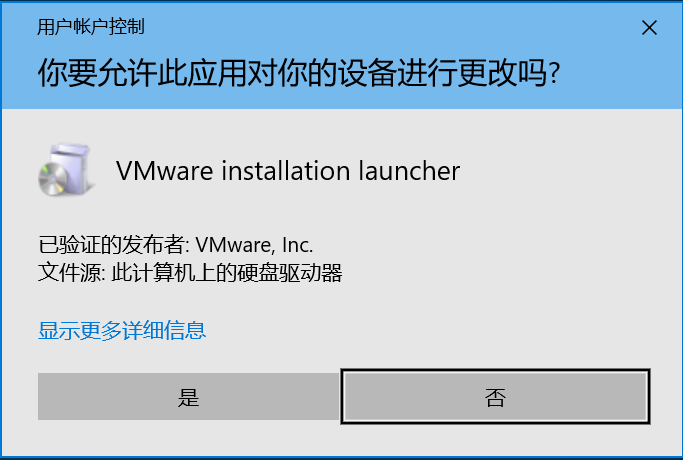 用户帐户控制
你要允许此应用对你的设备进行更改吗?
VMware installation launcher
已验证的发布者: VMware, Inc.
文件源: 此计算机上的硬盘驱动器
显示更多详细信息
是
否